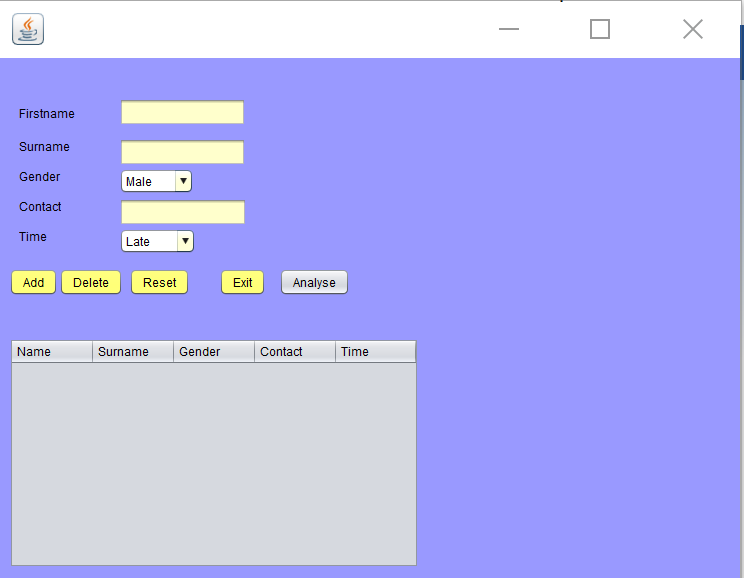 Firstname
Surname
Gender Male
Contact
Time Late
Add Delete Reset Exit Analyse
Name Surname Gender Contact Time